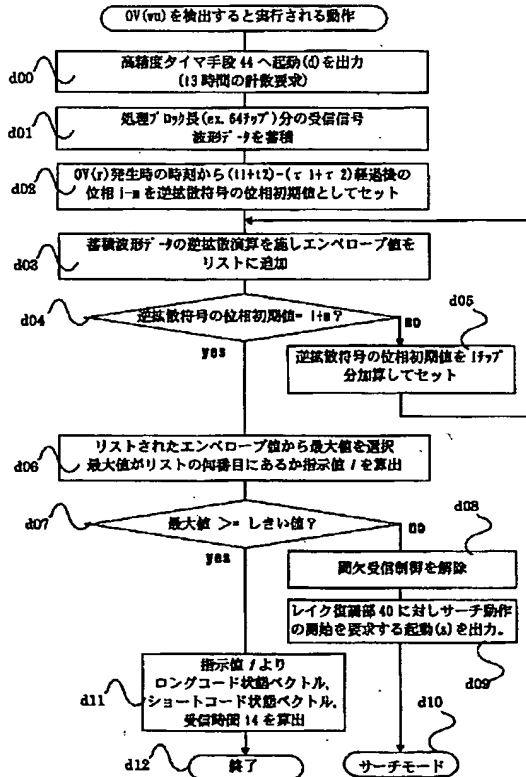 OV(wu)を検出すると実行される動作
d00
高精度タイマ手段44へ起動(d)を出力
(t3時間の計数要求)
d01
処理ブロック長(ex.64チップ)分の受信信号
波形データを蓄積
d02
OV(r)発生時の時刻から(t1+t2)-(τ1+τ2)経過後の
位相i-mを逆拡散符号の位相初期値としてセット
d03
蓄積波形データの逆拡散演算を施しエンベロープ値を
リストに追加
d04
逆拡散符号の位相初期値= i+m?
no
yes
d05
逆拡散符号の位相初期値を1チップ
分加算してセット
d06
リストされたエンベロープ値から最大値を選択
最大値がリストの何番目にあるか指示値lを算出
d07
最大値 >= しきい値?
no
yes
d08
間欠受信制御を解除
レイク復調部40に対しサーチ動作
の開始を要求する起動(s)を出力。
d09
d11
指示値lより
ロングコード状態ベクトル,
ショートコード状態ベクトル,
受信時間t4を算出
d10
d12
終了
サーチモード